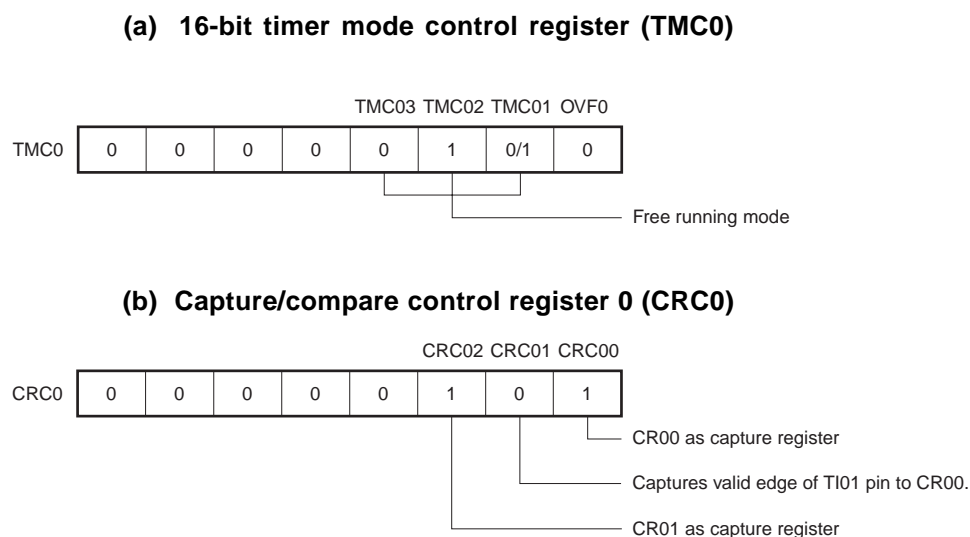 (a) 16-bit timer mode control register (TMC0)
TMC03 TMC02 TMC01 OVF0
TMC0 0 0 0 0 0 1 0/1 0
Free running mode
(b) Capture/compare control register 0 (CRC0)
CRC02 CRC01 CRC00
CRC0 0 0 0 0 0 1 0 1
CR00 as capture register
Captures valid edge of TI01 pin to CR00.
CR01 as capture register